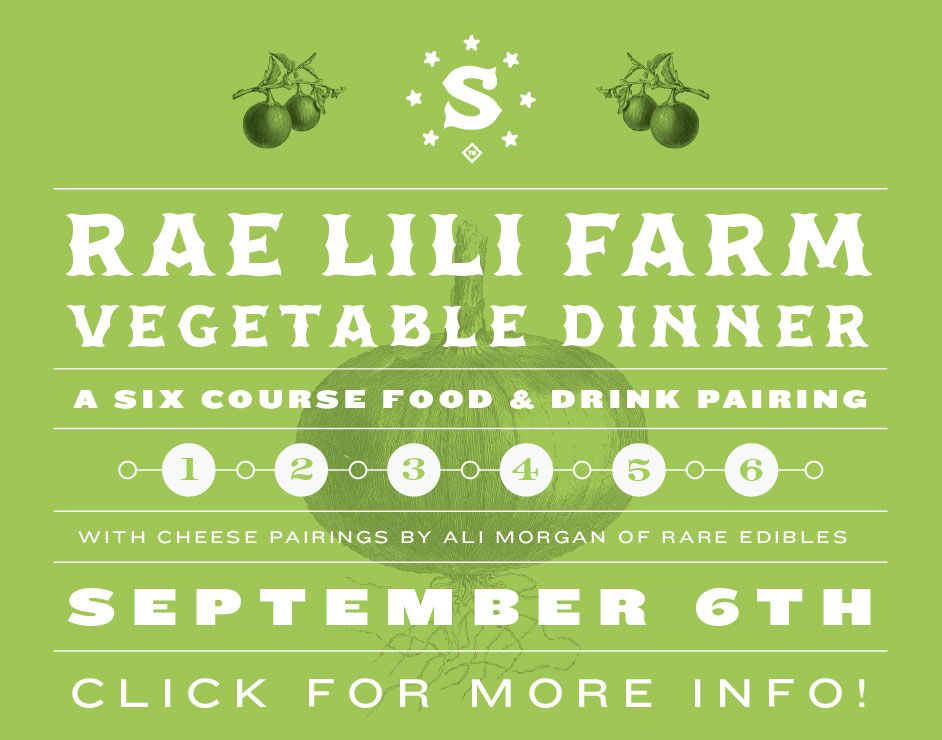 S
TM
RAE LILI FARM
VEGETABLE DINNER
A SIX COURSE FOOD & DRINK PAIRING
1 2 3 4 5 6
WITH CHEESE PAIRINGS BY ALI MORGAN OF RARE EDIBLES
SEPTEMBER 6TH
CLICK FOR MORE INFO!